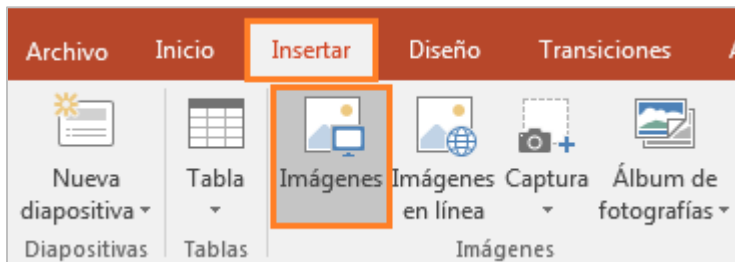 Archivo Inicio Insertar Diseño Transiciones
Nueva diapositiva
Tabla
Imágenes
Imágenes en línea
Captura
Álbum de fotografías
Diapositivas Tablas Imágenes